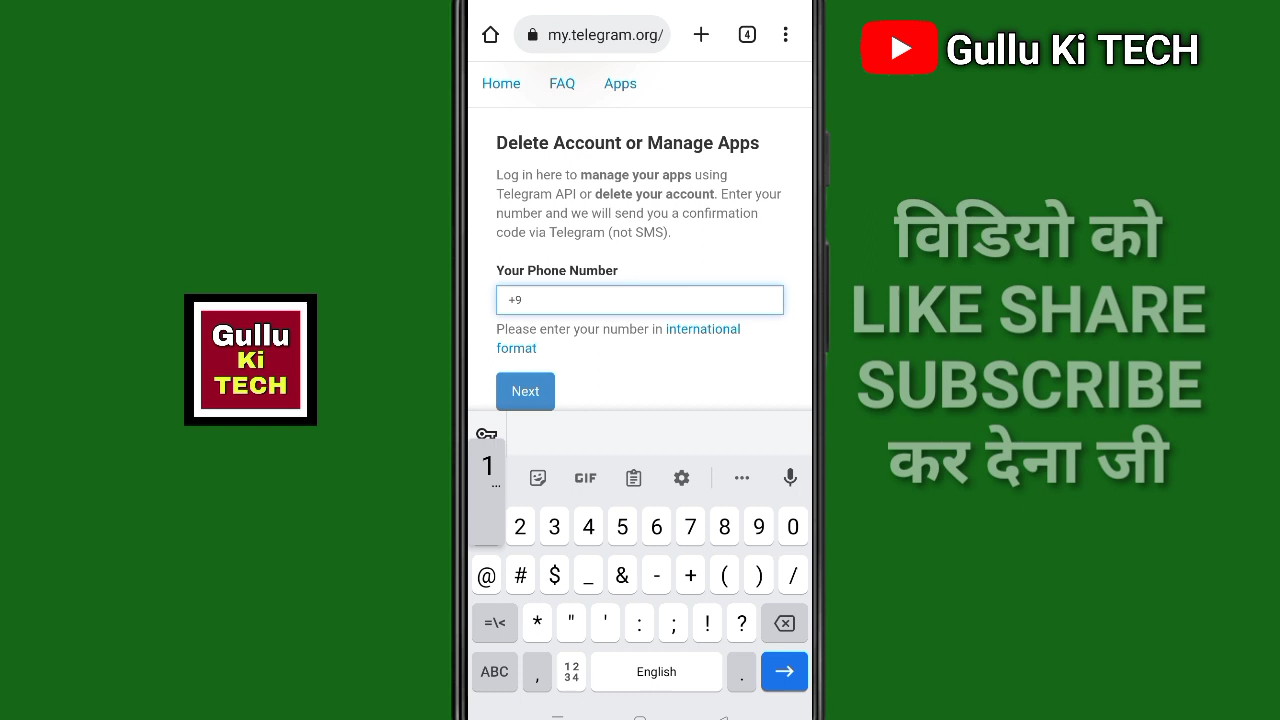 my.telegram.org/
4
Home FAQ Apps
Delete Account or Manage Apps
Log in here to manage your apps using
Telegram API or delete your account. Enter your
number and we will send you a confirmation
code via Telegram (not SMS).
Your Phone Number
+9
Please enter your number in international
format
Next
1
...
GIF
2 3 4 5 6 7 8 9 0
@ # $ _ & - + ( ) /
=\< * " ' : ; ! ?
ABC , 12 34 English .
Gullu
Ki
TECH
Gullu Ki TECH
विडियो को
LIKE SHARE
SUBSCRIBE
कर देना जी